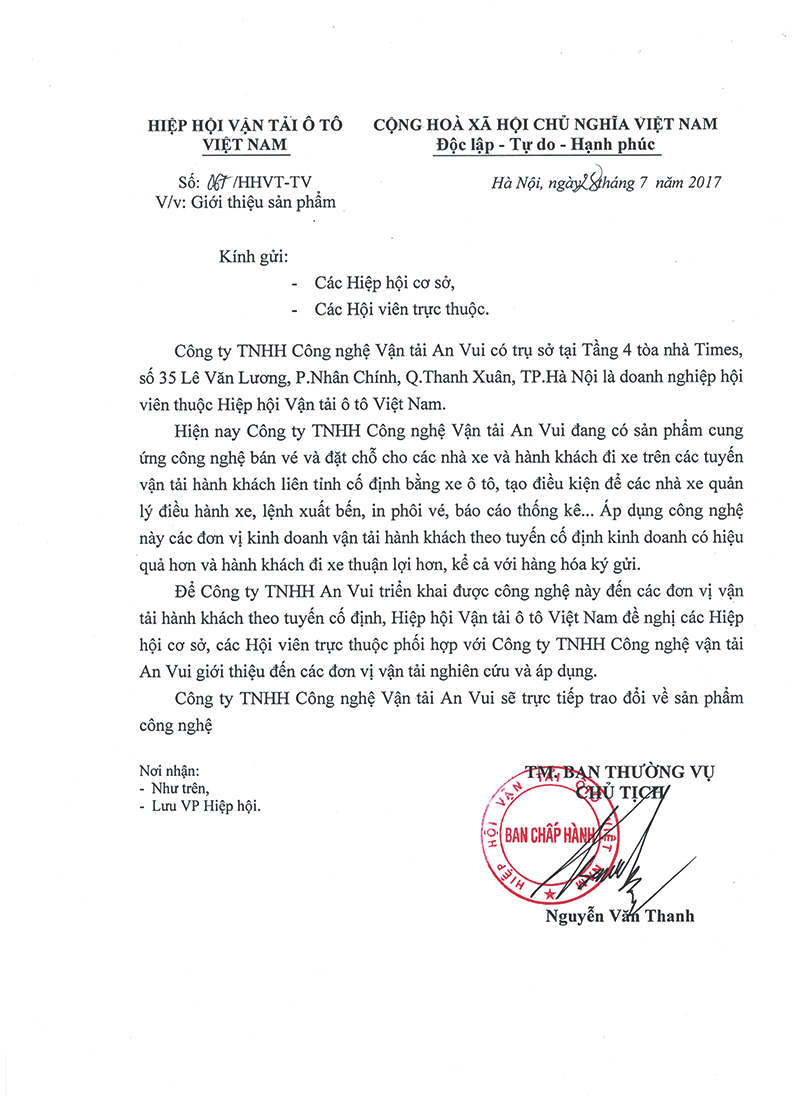 HIỆP HỘI VẬN TẢI Ô TÔ
VIỆT NAM
CỘNG HOÀ XÃ HỘI CHỦ NGHĨA VIỆT NAM
Độc lập - Tự do - Hạnh phúc
Số: 067/HHVT-TV
V/v: Giới thiệu sản phẩm
Hà Nội, ngày 28 tháng 7 năm 2017
Kính gửi:
- Các Hiệp hội cơ sở,
- Các Hội viên trực thuộc.
Công ty TNHH Công nghệ Vận tải An Vui có trụ sở tại Tầng 4 tòa nhà Times,
số 35 Lê Văn Lương, P.Nhân Chính, Q.Thanh Xuân, TP.Hà Nội là doanh nghiệp hội
viên thuộc Hiệp hội Vận tải ô tô Việt Nam.
Hiện nay Công ty TNHH Công nghệ Vận tải An Vui đang có sản phẩm cung
ứng công nghệ bán vé và đặt chỗ cho các nhà xe và hành khách đi xe trên các tuyến
vận tải hành khách liên tỉnh cố định bằng xe ô tô, tạo điều kiện để các nhà xe quản
lý điều hành xe, lệnh xuất bến, in phôi vé, báo cáo thống kê... Áp dụng công nghệ
này các đơn vị kinh doanh vận tải hành khách theo tuyến cố định kinh doanh có hiệu
quả hơn và hành khách đi xe thuận lợi hơn, kể cả với hàng hóa ký gửi.
Để Công ty TNHH An Vui triển khai được công nghệ này đến các đơn vị vận
tải hành khách theo tuyến cố định, Hiệp hội Vận tải ô tô Việt Nam đề nghị các Hiệp
hội cơ sở, các Hội viên trực thuộc phối hợp với Công ty TNHH Công nghệ vận tải
An Vui giới thiệu đến các đơn vị vận tải nghiên cứu và áp dụng.
Công ty TNHH Công nghệ Vận tải An Vui sẽ trực tiếp trao đổi về sản phẩm
công nghệ
Nơi nhận:
- Như trên,
- Lưu VP Hiệp hội.
TM. BAN THƯỜNG VỤ
CHỦ TỊCH
HIỆP HỘI VẬN TẢI Ô TÔ VIỆT NAM
BAN CHẤP HÀNH
Nguyễn Văn Thanh